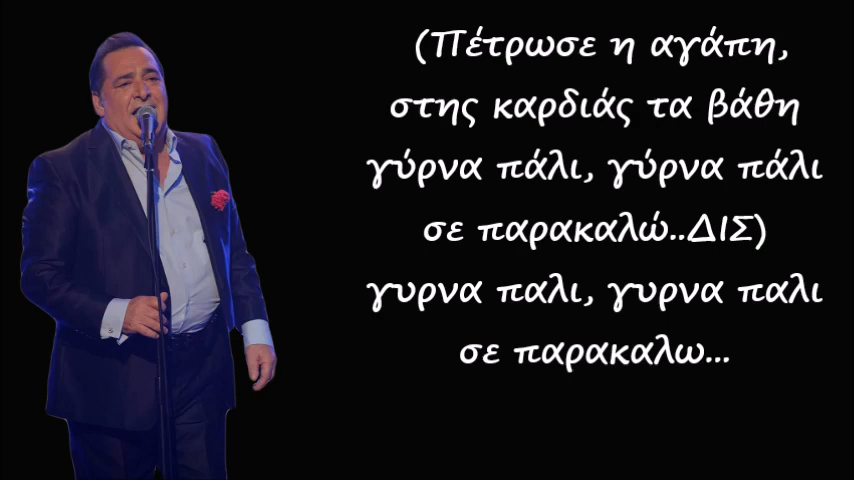 (Πέτρωσε η αγάπη,
στης καρδιάς τα βάθη
γύρνα πάλι, γύρνα πάλι
σε παρακαλώ..ΔΙΣ)
γυρνα παλι, γυρνα παλι
σε παρακαλω...